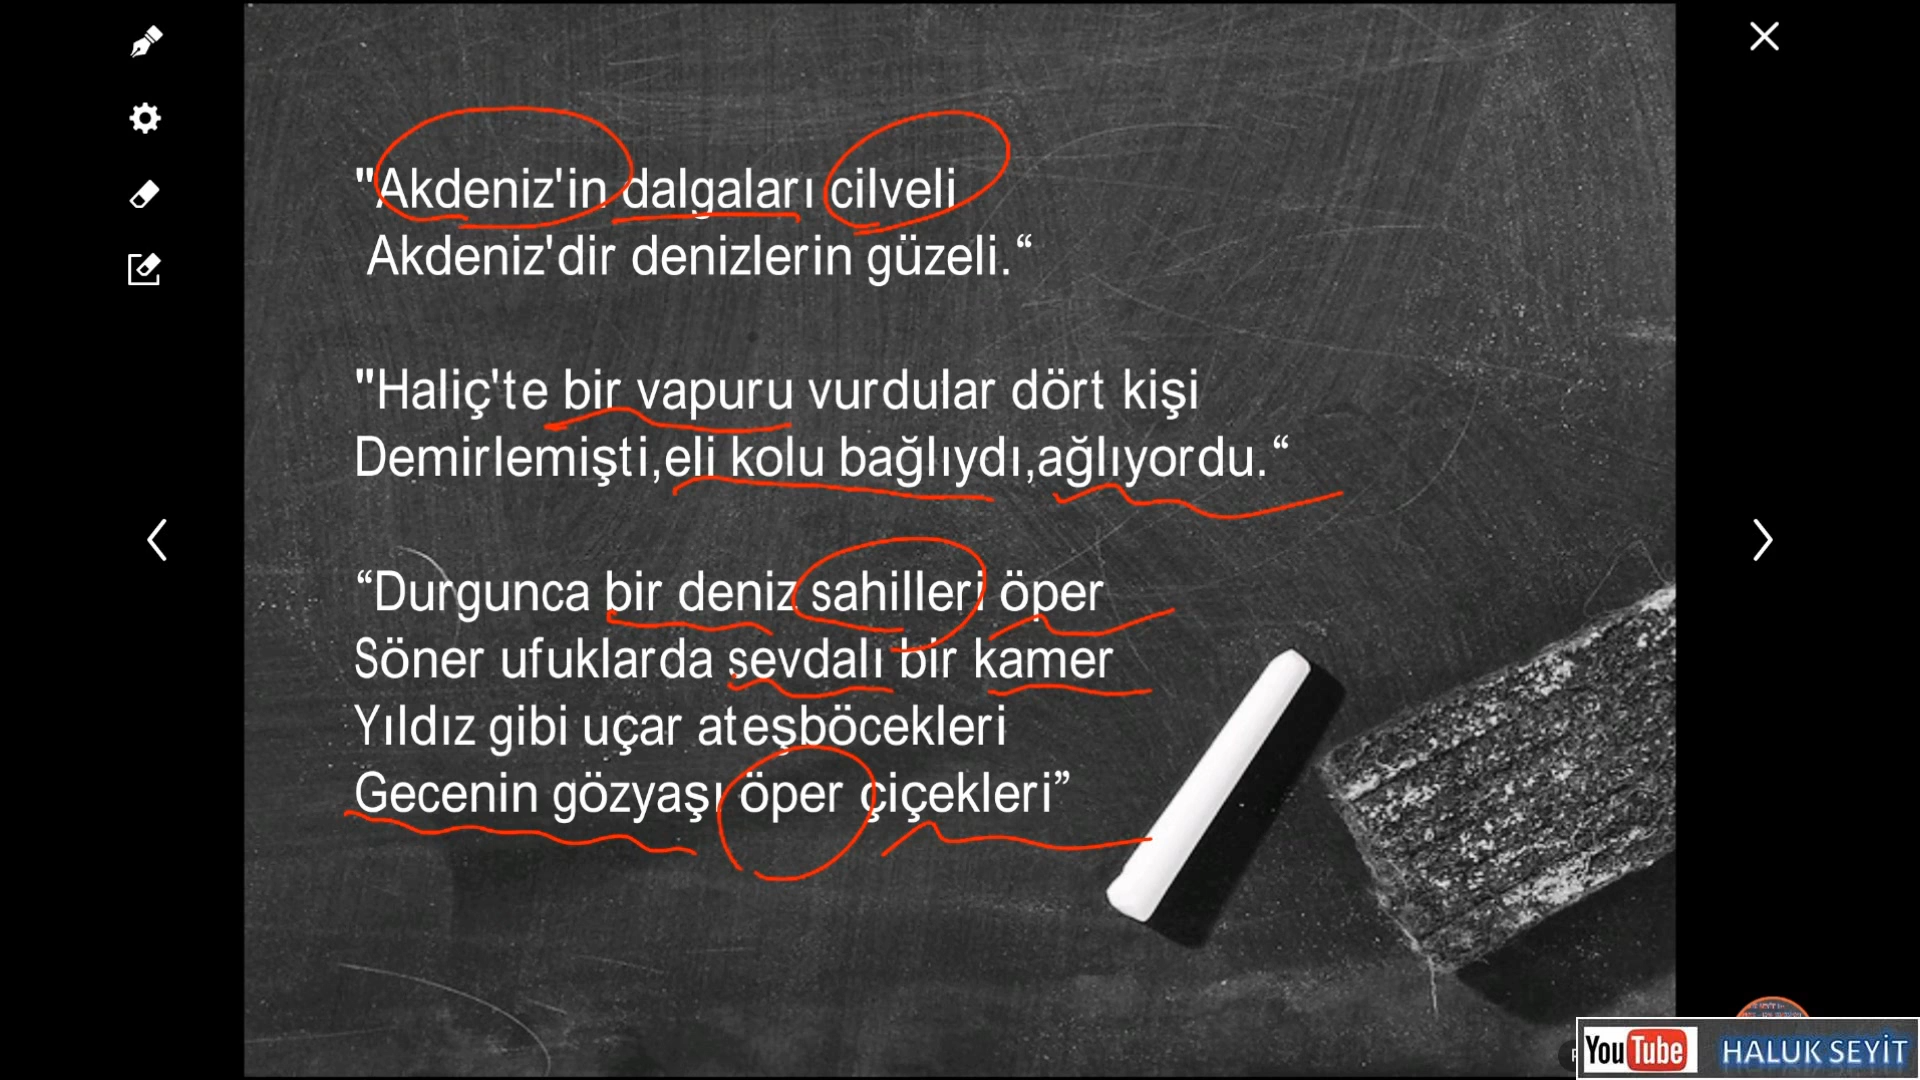 "Akdeniz'in dalgaları cilveli
Akdeniz'dir denizlerin güzeli.“
"Haliç'te bir vapuru vurdular dört kişi
Demirlemişti,eli kolu bağlıydı,ağlıyordu.“
“Durgunca bir deniz sahilleri öper
Söner ufuklarda sevdalı bir kamer
Yıldız gibi uçar ateşböcekleri
Gecenin gözyaşı öper çiçekleri”
YouTube HALUK SEYİT